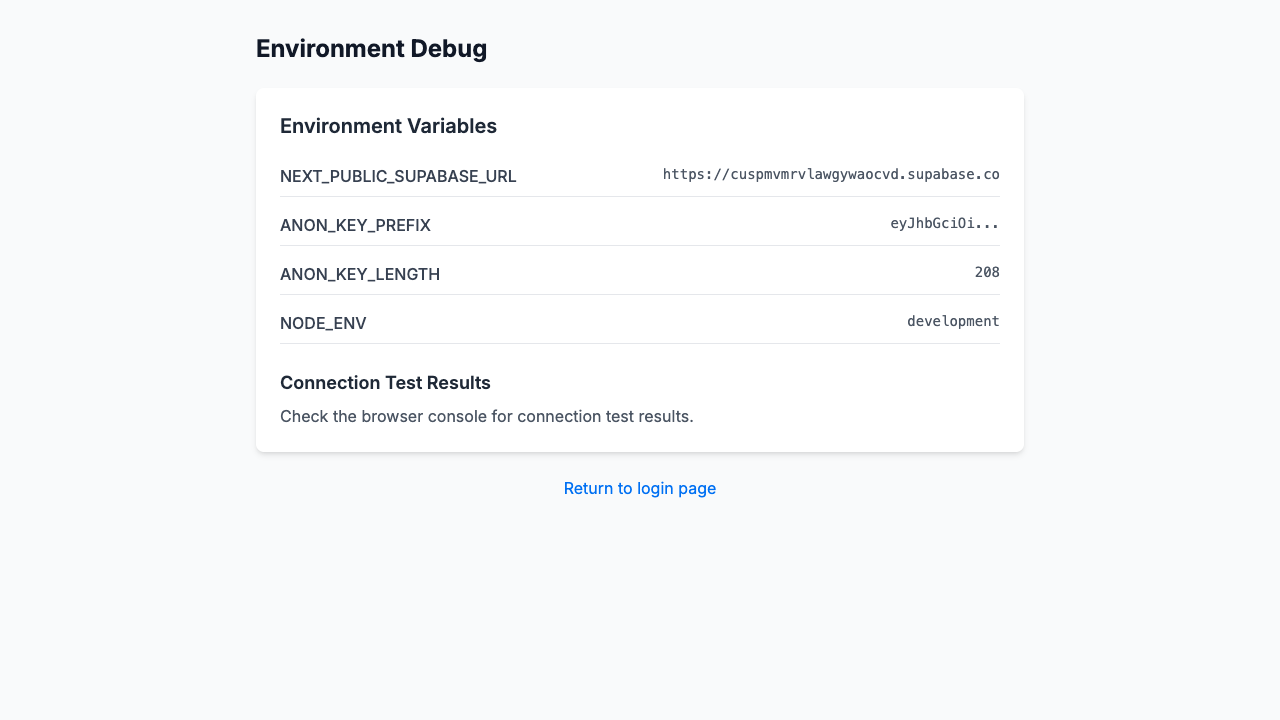 Environment Debug
Environment Variables
NEXT_PUBLIC_SUPABASE_URL https://cuspmvmrvlawgywaocvd.supabase.co
ANON_KEY_PREFIX eyJhbGciOi...
ANON_KEY_LENGTH 208
NODE_ENV development
Connection Test Results
Check the browser console for connection test results.
Return to login page